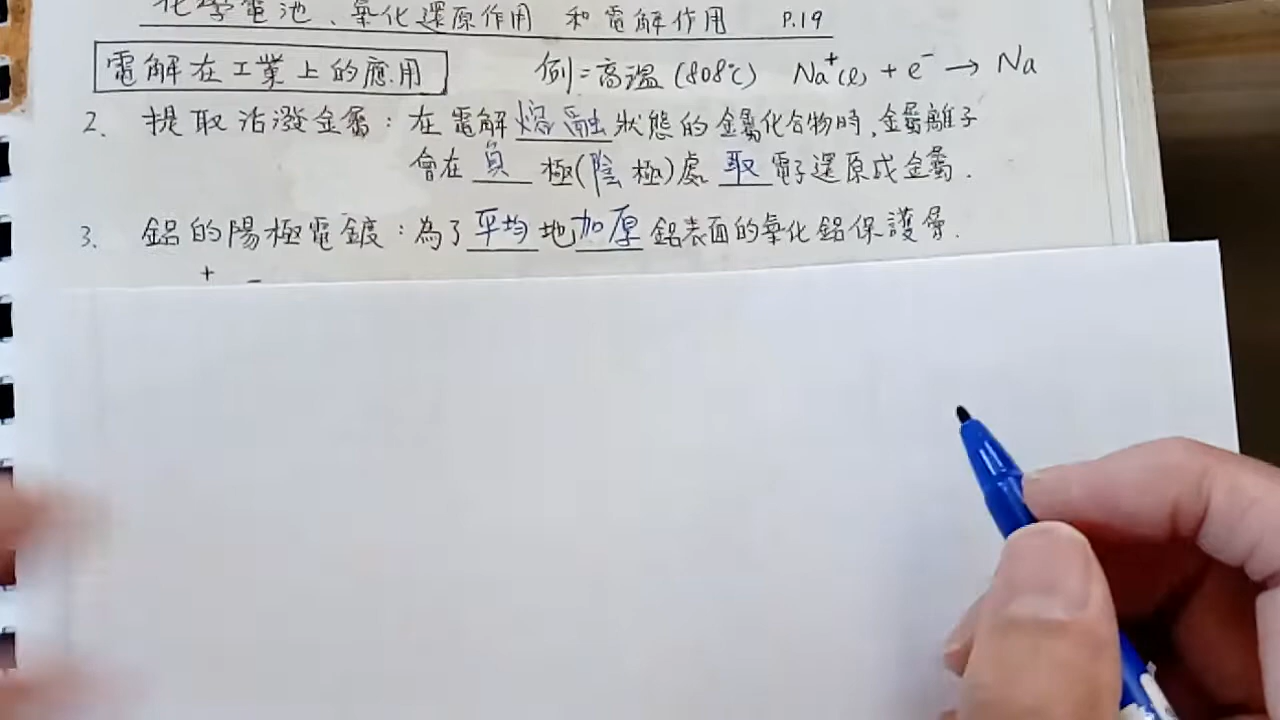 化學電池、氧化還原作用 和電解作用 P.19
電解在工業上的應用 例:高溫(808℃) Na⁺(l) + e⁻ → Na
2. 提取活潑金屬:在電解熔融狀態的金屬化合物時,金屬離子
會在負極(陰極)處取電子還原成金屬.
3. 鋁的陽極電鍍:為了平均地加厚鋁表面的氧化鋁保護層.
+ -